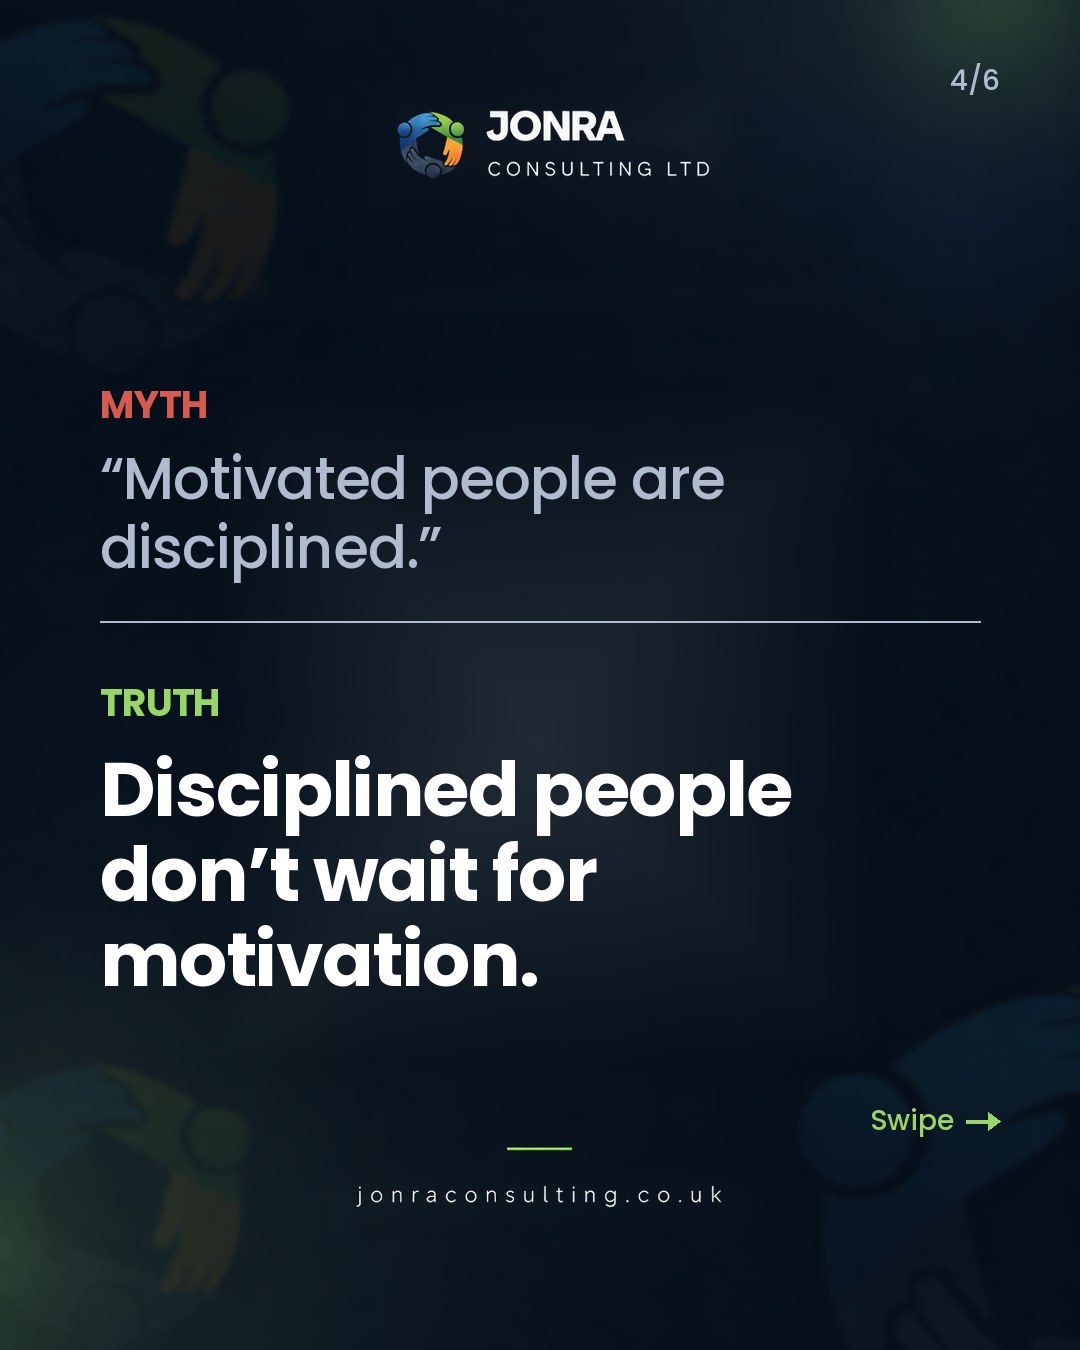 4/6
JONRA
CONSULTING LTD
MYTH
“Motivated people are
disciplined.”
TRUTH
Disciplined people
don’t wait for
motivation.
Swipe →
jonraconsulting.co.uk